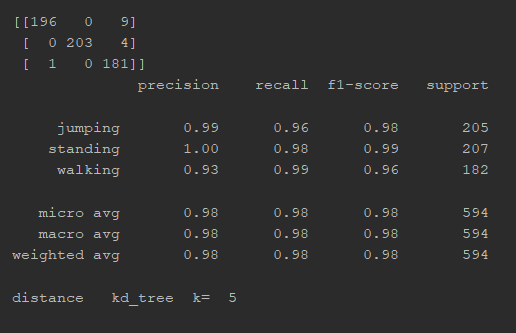 [[196 0 9]
[ 0 203 4]
[ 1 0 181]]
precision recall f1-score support
jumping 0.99 0.96 0.98 205
standing 1.00 0.98 0.99 207
walking 0.93 0.99 0.96 182
micro avg 0.98 0.98 0.98 594
macro avg 0.98 0.98 0.98 594
weighted avg 0.98 0.98 0.98 594
distance kd_tree k= 5